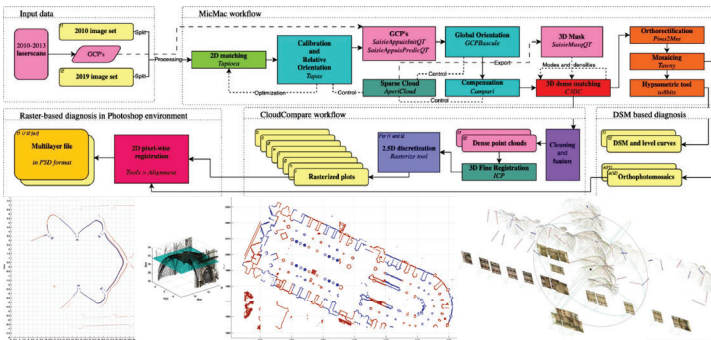 Input data
MicMac workflow
t1
2010 image set
2010-2013
laserscans
GCP's
t2
2019 image set
Split
Split
Processing
2D matching
Tapioca
Calibration and
Relative
Orientation
Tapas
Optimization
Control
GCP's
SaisieAppuisInitQT
SaisieAppuisPredicQT
Global Orientation
GCPBascule
Export
Control
Sparse Cloud
AperiCloud
Compensation
Campari
3D Mask
SaisieMasqQT
Modes and densities
3D dense matching
C3DC
Orthorectification
Pims2Mnt
Mosaicing
Tawny
Hypsometric tool
to8bits
Raster-based diagnosis in Photoshop environment
CloudCompare workflow
DSM based diagnosis
Multilayer file
in PSD format
2D pixel-wise
registration
Tools > Alignment
Rasterized plots
2.5D discretization
Rasterize tool
Dense point clouds
3D Fine Registration
ICP
Cleaning
and
fusion
DSM and level curves
Orthophotomosaics